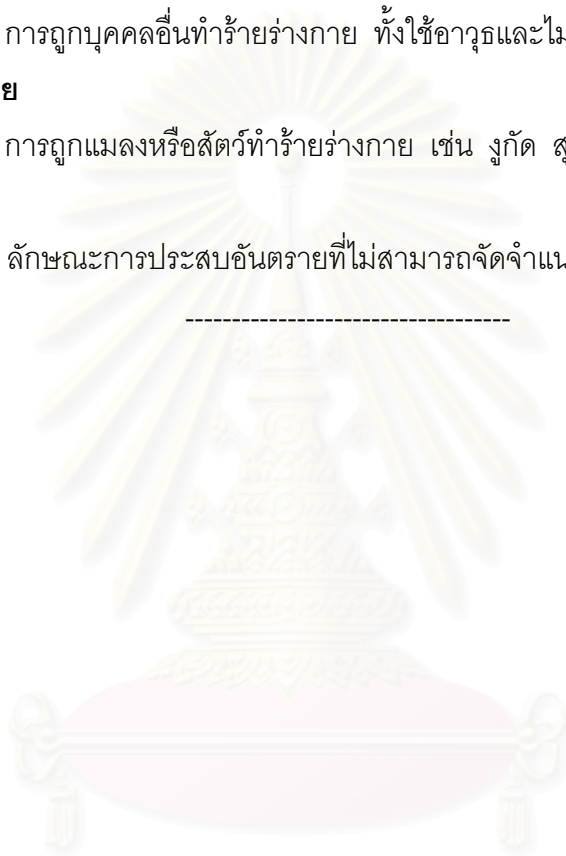 การถูกบุคคลอื่นทำร้ายร่างกาย ทั้งใช้อาวุธและไม
ย
การถูกแมลงหรือสัตว์ทำร้ายร่างกาย เช่น งูกัด สุ
ลักษณะการประสบอันตรายที่ไม่สามารถจัดจำแน
-----------------------------------